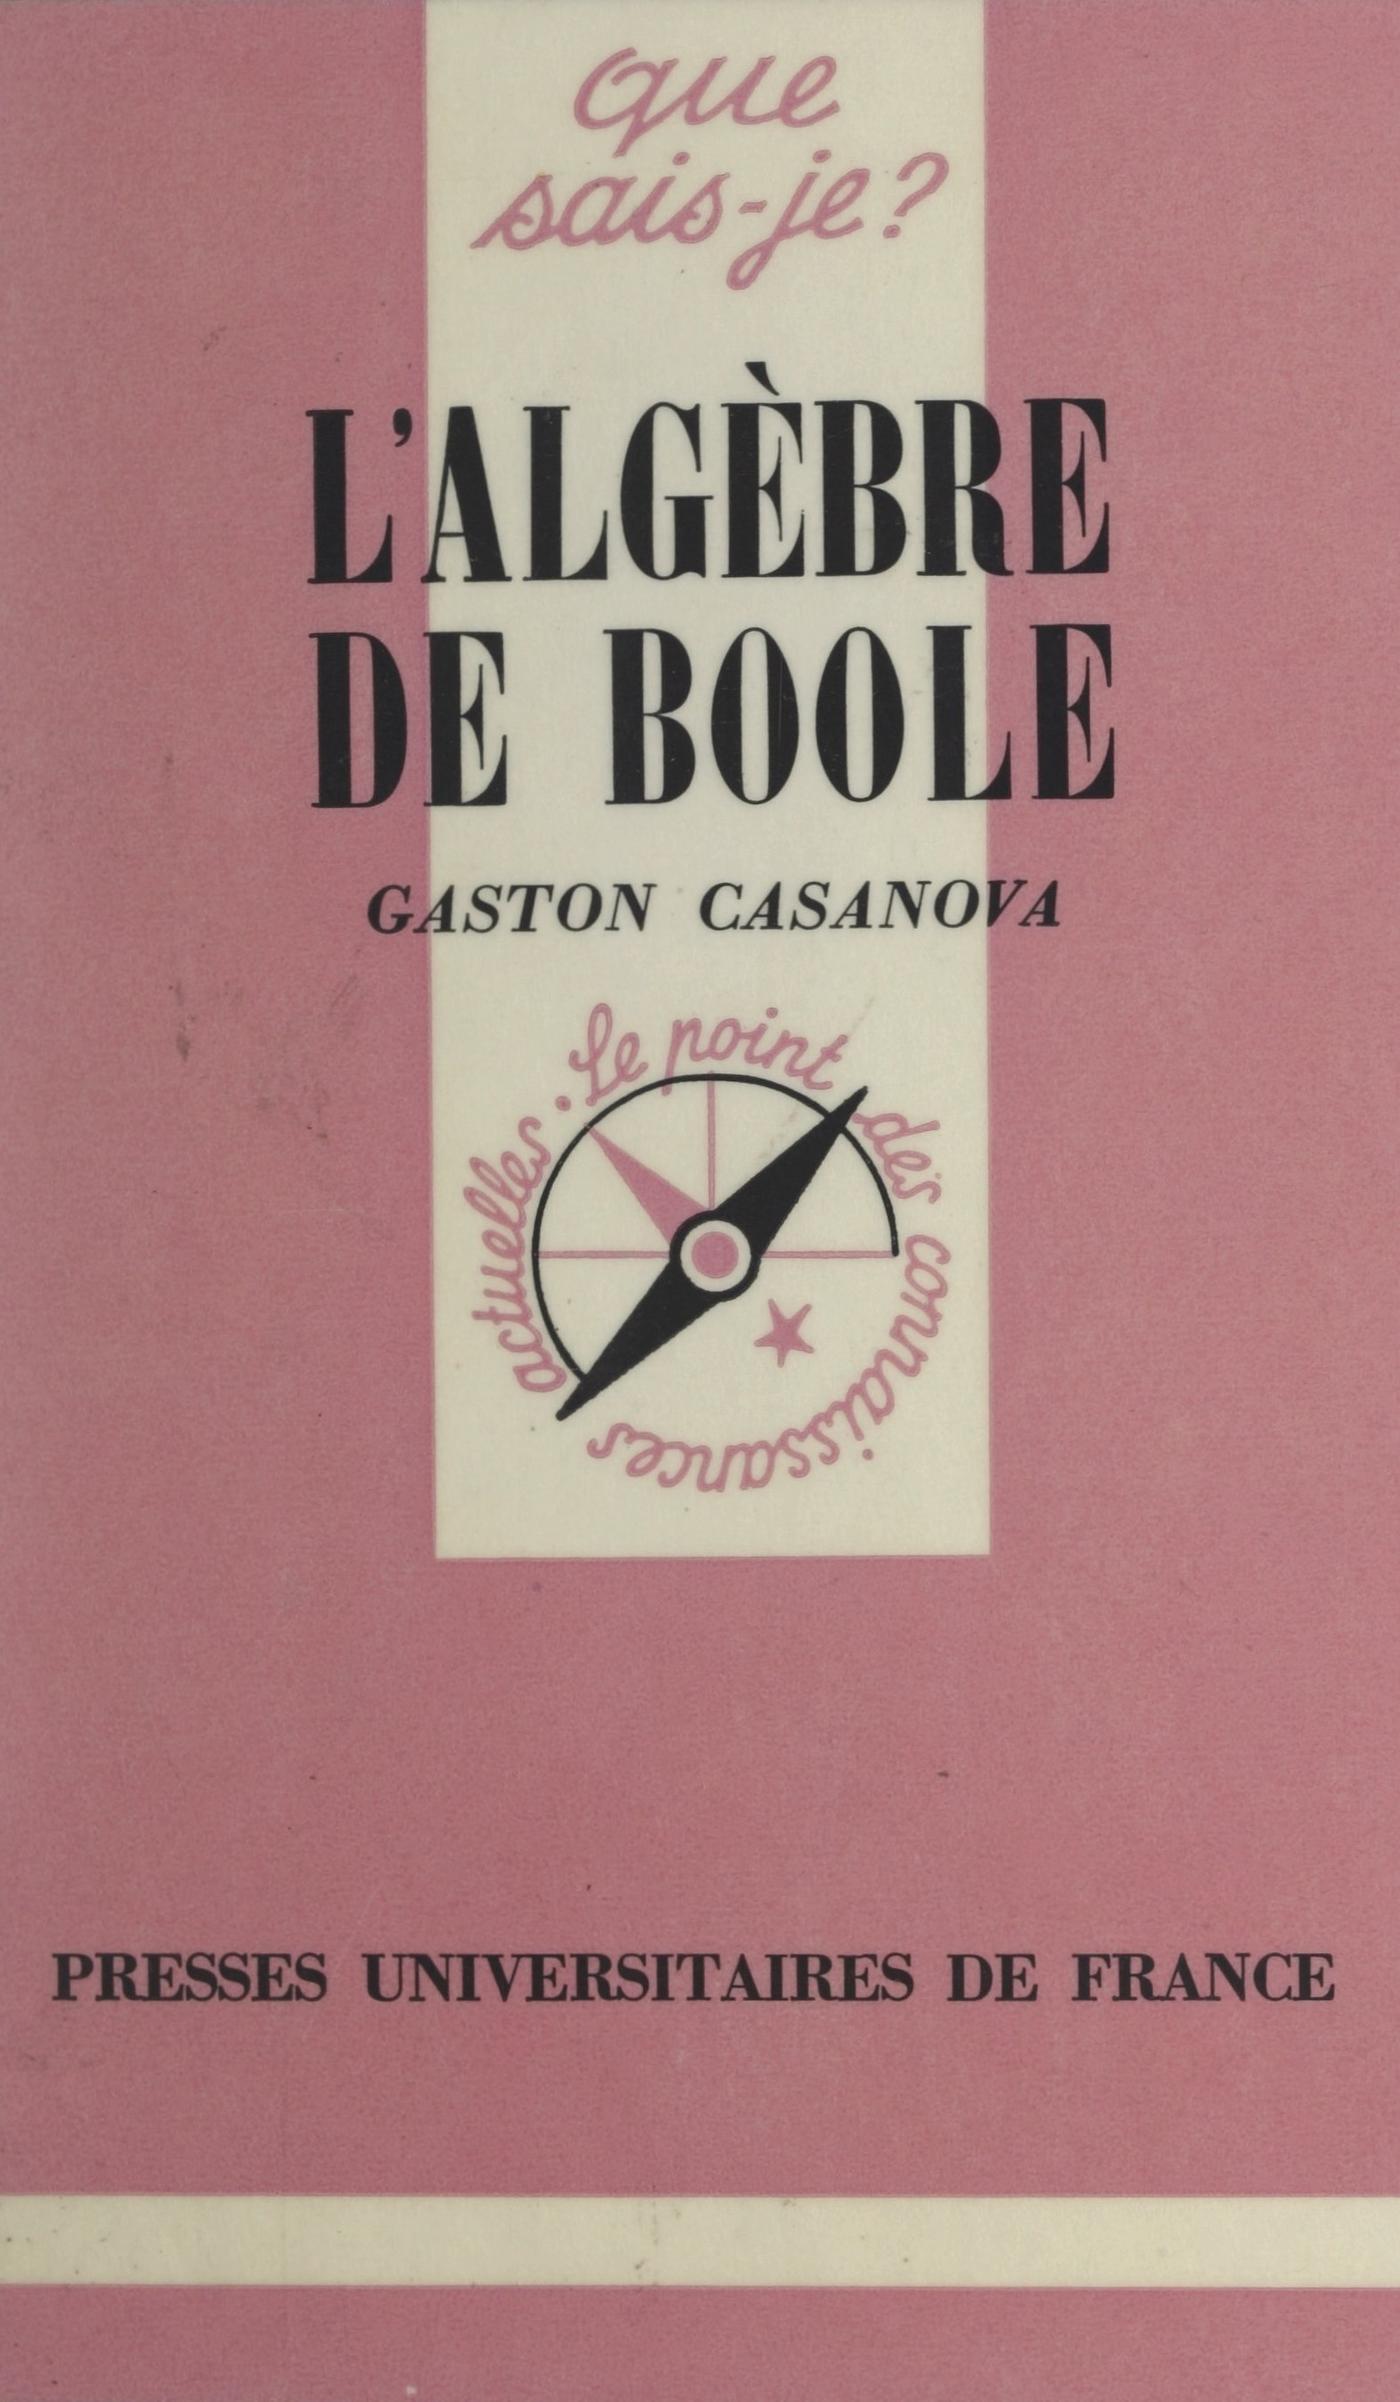 que
sais-je?
L'ALGÈBRE
DE BOOLE
GASTON CASANOVA
Le point des connaissances actuelles.
PRESSES UNIVERSITAIRES DE FRANCE